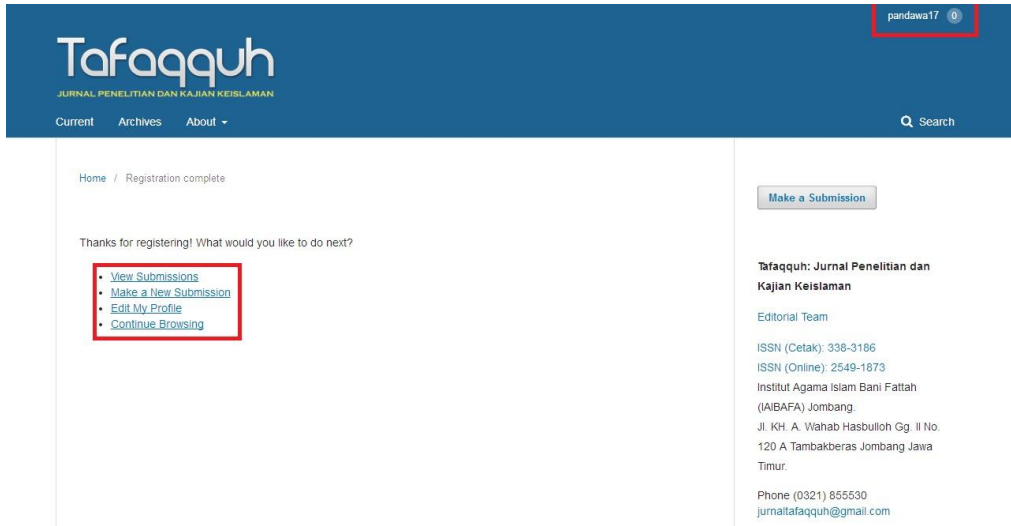 pandawa17 0
Tafaqquh
JURNAL PENELITIAN DAN KAJIAN KEISLAMAN
Current Archives About
Search
Home / Registration complete
Thanks for registering! What would you like to do next?
• View Submissions
• Make a New Submission
• Edit My Profile
• Continue Browsing
Make a Submission
Tafaqquh: Jurnal Penelitian dan
Kajian Keislaman
Editorial Team
ISSN (Cetak): 338-3186
ISSN (Online): 2549-1873
Institut Agama Islam Bani Fattah
(IAIBAFA) Jombang.
Jl. KH. A. Wahab Hasbulloh Gg. II No.
120 A Tambakberas Jombang Jawa
Timur.
Phone (0321) 855530
jurnaltafaqquh@gmail.com